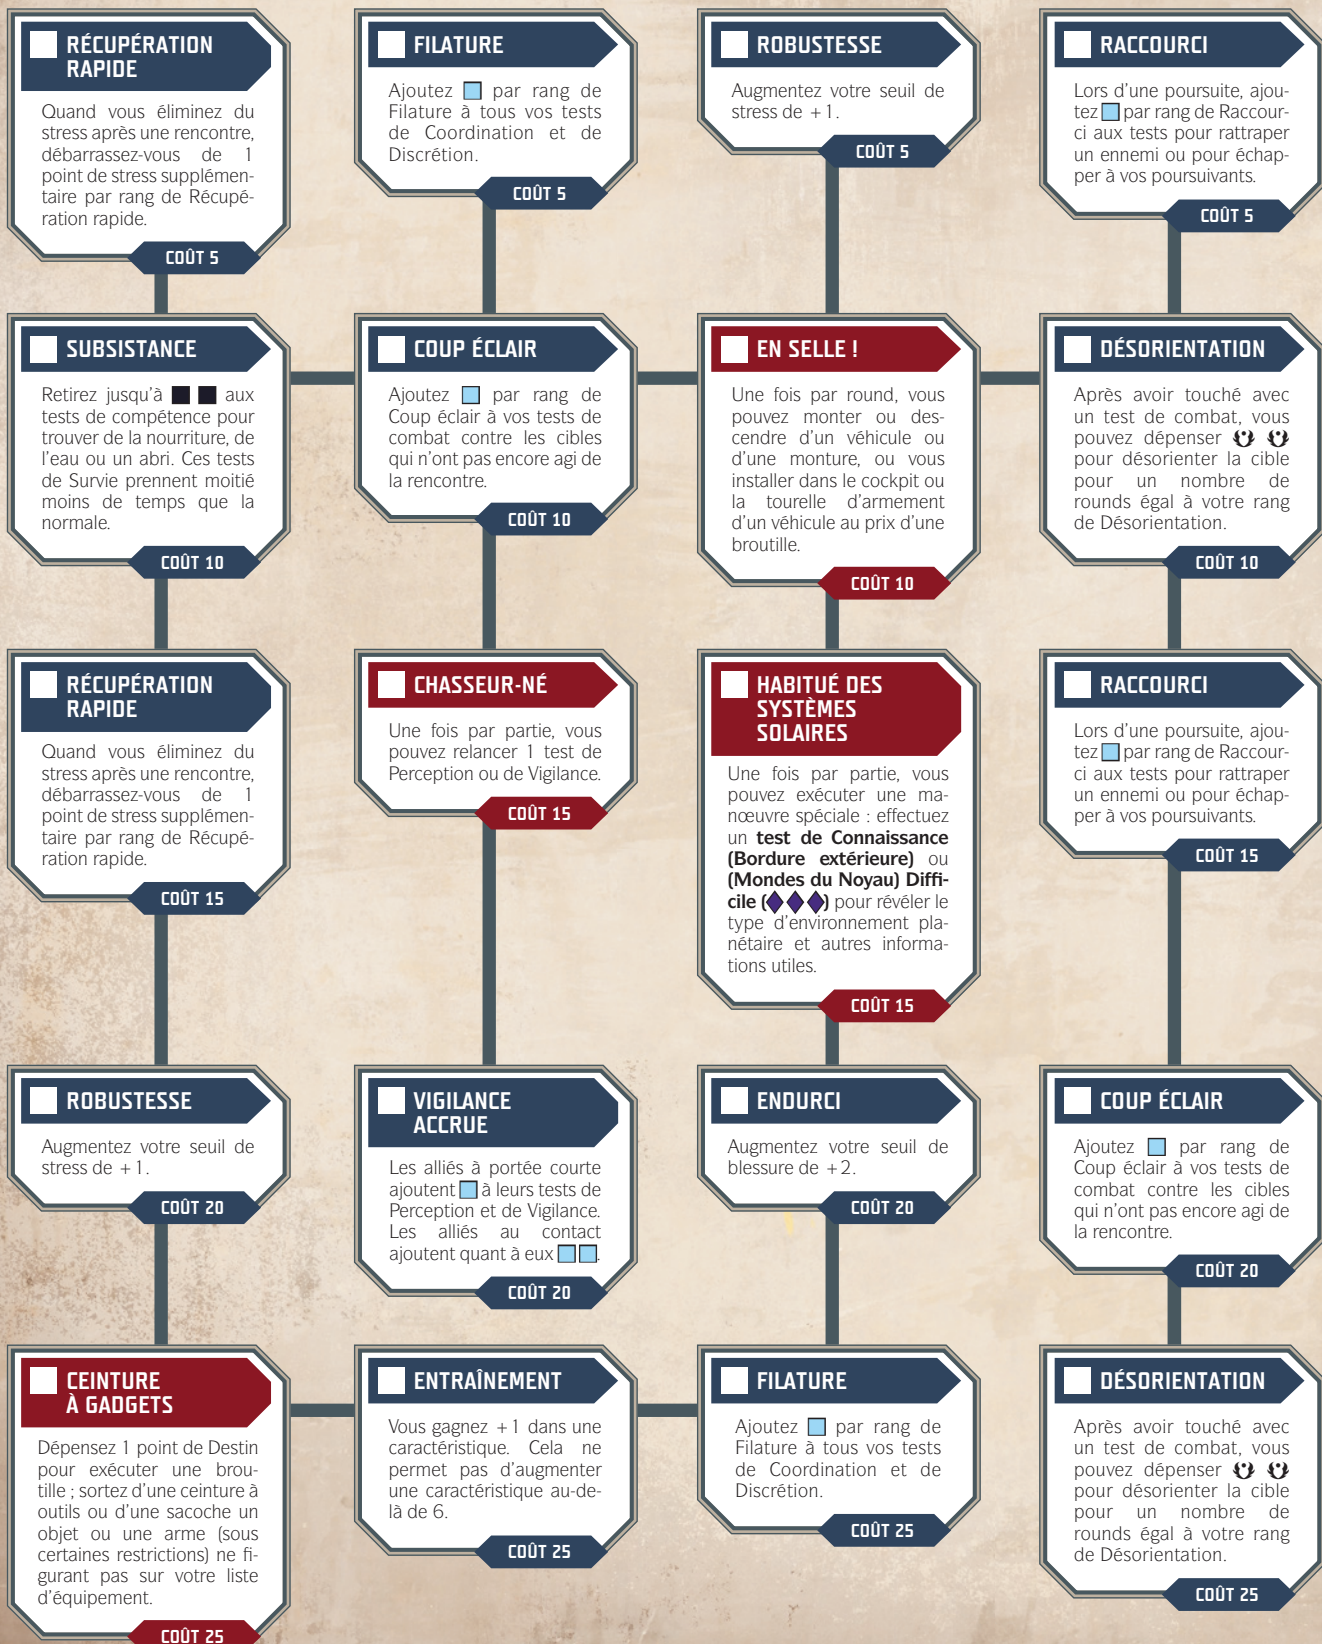 RÉCUPÉRATION
RAPIDE
Quand vous éliminez du
stress après une rencontre,
débarrassez-vous de 1
point de stress supplémen-
taire par rang de Récupé-
ration rapide.
COÛT 5
FILATURE
Ajoutez par rang de
Filature à tous vos tests
de Coordination et de
Discrétion.
COÛT 5
ROBUSTESSE
Augmentez votre seuil de
stress de +1.
COÛT 5
RACCOURCI
Lors d'une poursuite, ajou-
tez par rang de Raccour-
ci aux tests pour rattraper
un ennemi ou pour échap-
per à vos poursuivants.
COÛT 5
SUBSISTANCE
Retirez jusqu'à aux
tests de compétence pour
trouver de la nourriture, de
l'eau ou un abri. Ces tests
de Survie prennent moitié
moins de temps que la
normale.
COÛT 10
COUP ÉCLAIR
Ajoutez par rang de
Coup éclair à vos tests de
combat contre les cibles
qui n'ont pas encore agi de
la rencontre.
COÛT 10
EN SELLE !
Une fois par round, vous
pouvez monter ou des-
cendre d'un véhicule ou
d'une monture, ou vous
installer dans le cockpit ou
la tourelle d'armement
d'un véhicule au prix d'une
broutille.
COÛT 10
DÉSORIENTATION
Après avoir touché avec
un test de combat, vous
pouvez dépenser
pour désorienter la cible
pour un nombre de
rounds égal à votre rang
de Désorientation.
COÛT 10
RÉCUPÉRATION
RAPIDE
Quand vous éliminez du
stress après une rencontre,
débarrassez-vous de 1
point de stress supplémen-
taire par rang de Récupé-
ration rapide.
COÛT 15
CHASSEUR-NÉ
Une fois par partie, vous
pouvez relancer 1 test de
Perception ou de Vigilance.
COÛT 15
HABITUÉ DES
SYSTÈMES
SOLAIRES
Une fois par partie, vous
pouvez exécuter une ma-
nœuvre spéciale : effectuez
un test de Connaissance
(Bordure extérieure) ou
(Mondes du Noyau) Diffi-
cile () pour révéler le
type d'environnement pla-
nétaire et autres informa-
tions utiles.
COÛT 15
RACCOURCI
Lors d'une poursuite, ajou-
tez par rang de Raccour-
ci aux tests pour rattraper
un ennemi ou pour échap-
per à vos poursuivants.
COÛT 15
ROBUSTESSE
Augmentez votre seuil de
stress de +1.
COÛT 20
VIGILANCE
ACCRUE
Les alliés à portée courte
ajoutent à leurs tests de
Perception et de Vigilance.
Les alliés au contact
ajoutent quant à eux .
COÛT 20
ENDURCI
Augmentez votre seuil de
blessure de +2.
COÛT 20
COUP ÉCLAIR
Ajoutez par rang de
Coup éclair à vos tests de
combat contre les cibles
qui n'ont pas encore agi de
la rencontre.
COÛT 20
CEINTURE
À GADGETS
Dépensez 1 point de Destin
pour exécuter une brou-
tille ; sortez d'une ceinture à
outils ou d'une sacoche un
objet ou une arme (sous
certaines restrictions) ne fi-
gurant pas sur votre liste
d'équipement.
COÛT 25
ENTRAÎNEMENT
Vous gagnez +1 dans une
caractéristique. Cela ne
permet pas d'augmenter
une caractéristique au-de-
là de 6.
COÛT 25
FILATURE
Ajoutez par rang de
Filature à tous vos tests
de Coordination et de
Discrétion.
COÛT 25
DÉSORIENTATION
Après avoir touché avec
un test de combat, vous
pouvez dépenser
pour désorienter la cible
pour un nombre de
rounds égal à votre rang
de Désorientation.
COÛT 25